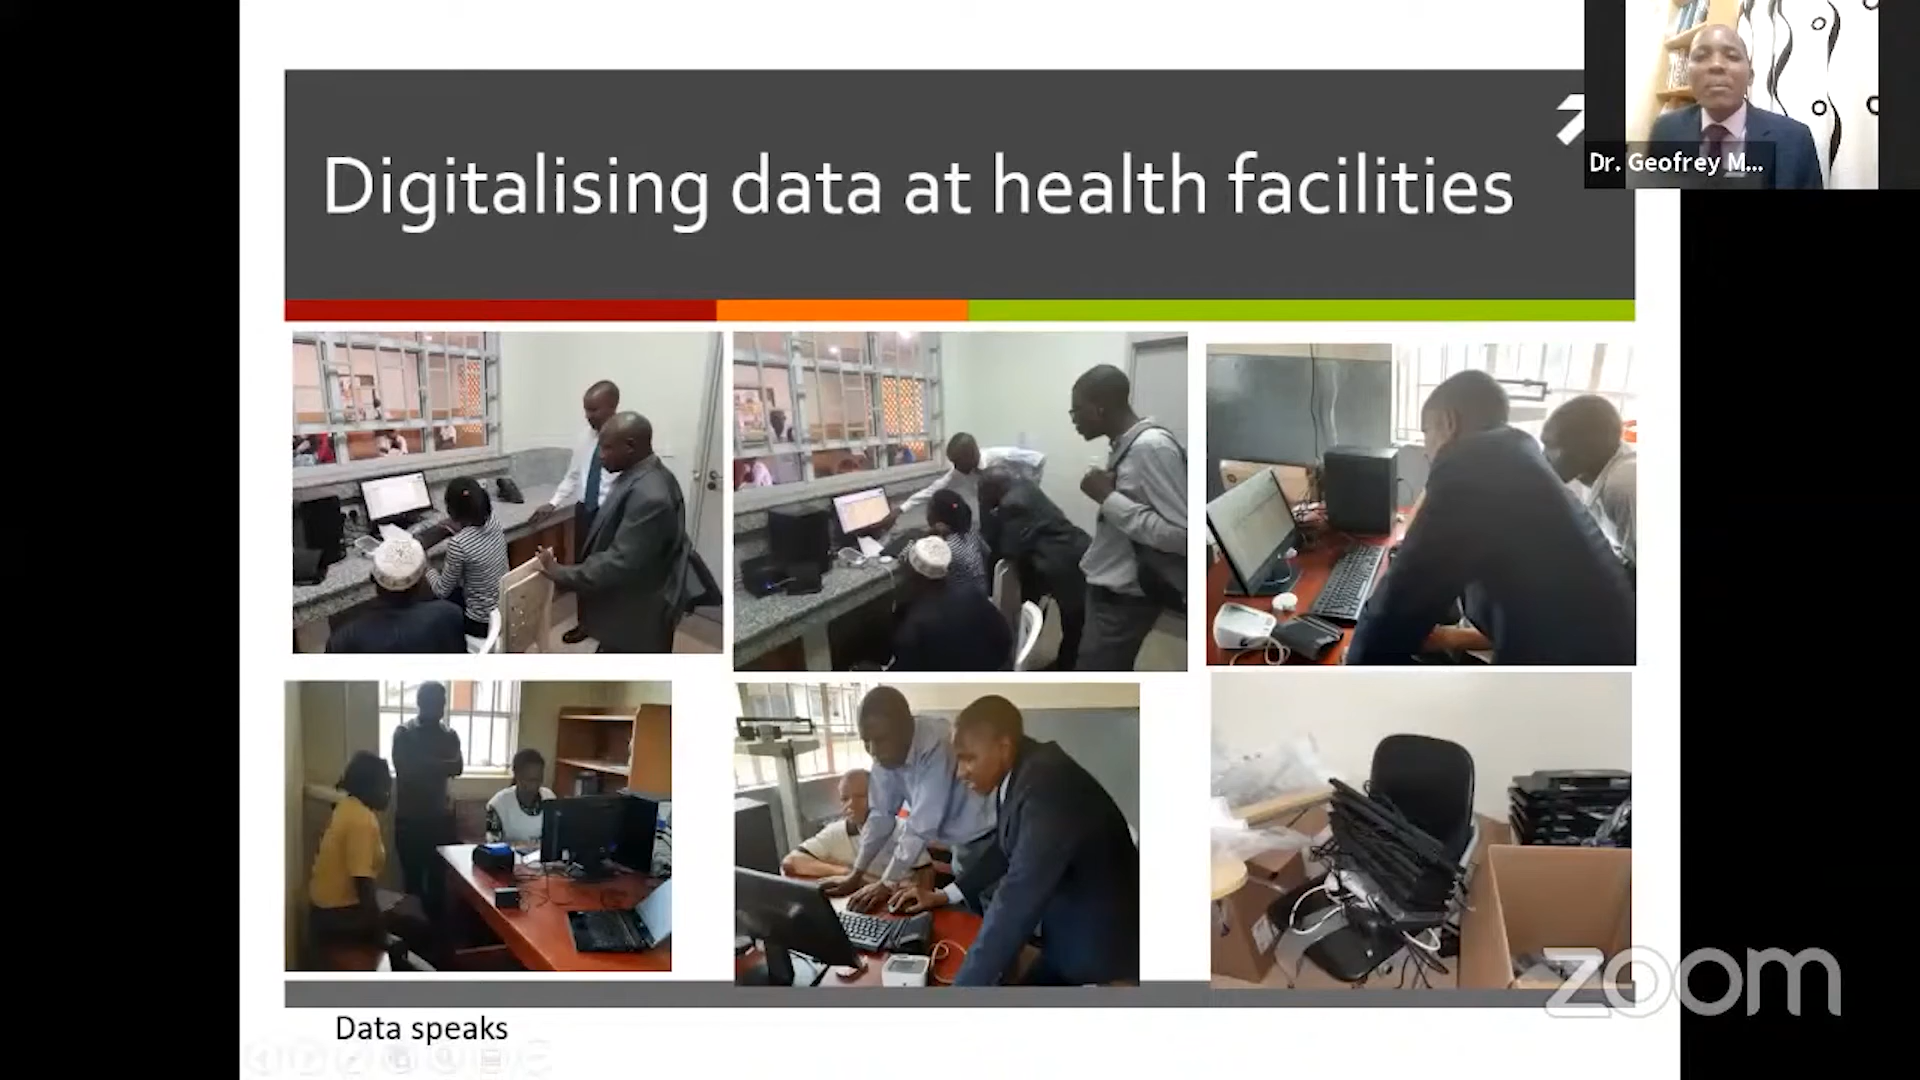 Digitalising data at health facilities
Dr. Geofrey M...
zoom
Data speaks